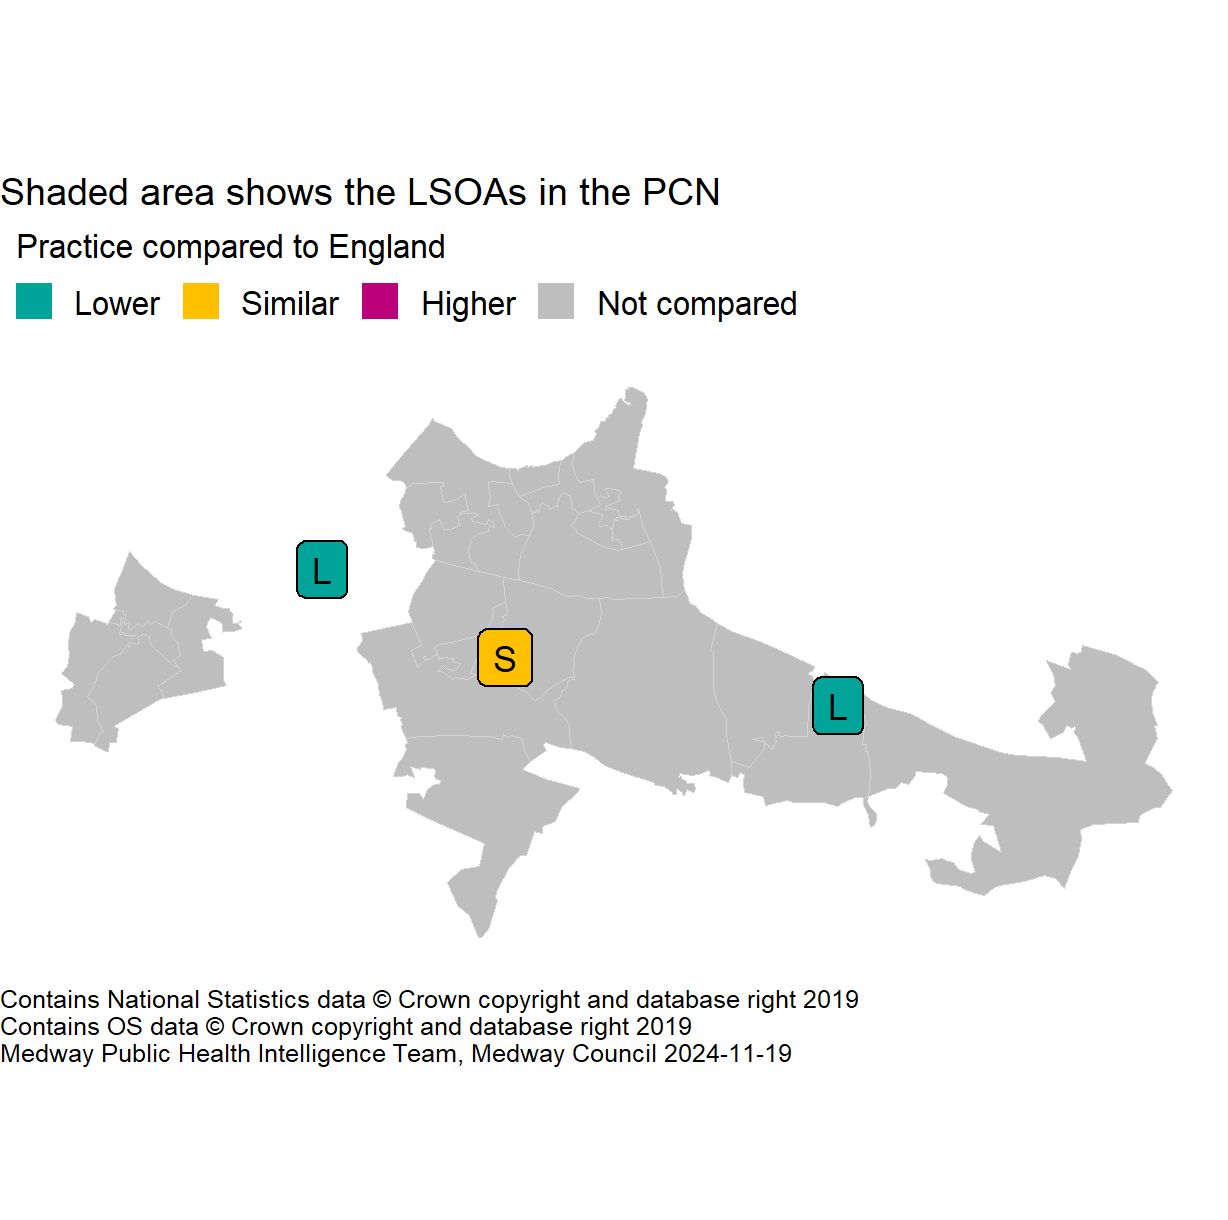 Shaded area shows the LSOAs in the PCN
Practice compared to England
Lower Similar Higher Not compared
L
S
L
Contains National Statistics data © Crown copyright and database right 2019
Contains OS data © Crown copyright and database right 2019
Medway Public Health Intelligence Team, Medway Council 2024-11-19